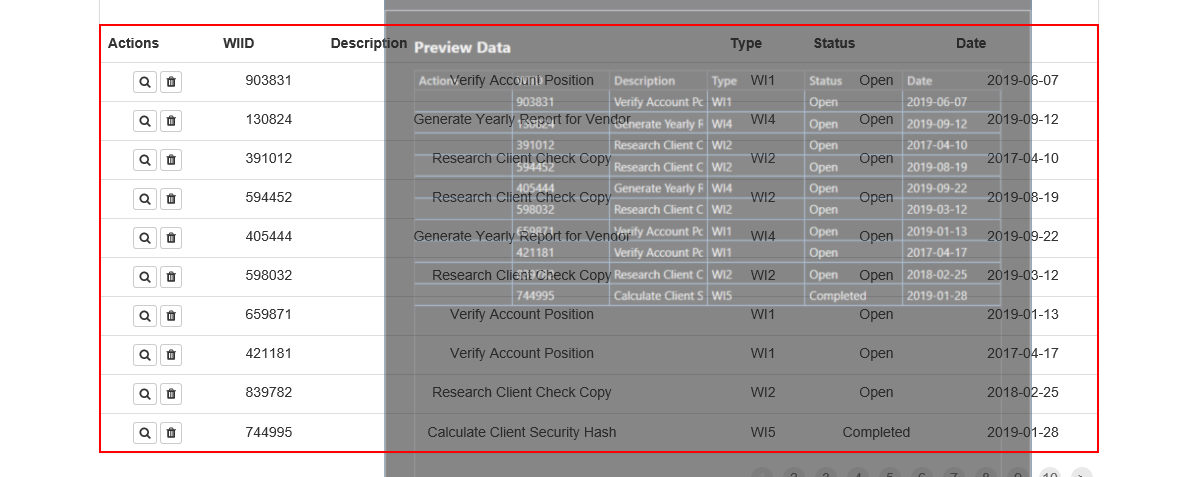 Actions WIID Description Type Status Date
903831 Verify Account Position WI1 Open 2019-06-07
130824 Generate Yearly Report for Vendor WI4 Open 2019-09-12
391012 Research Client Check Copy WI2 Open 2017-04-10
594452 Research Client Check Copy WI2 Open 2019-08-19
405444 Generate Yearly Report for Vendor WI4 Open 2019-09-22
598032 Research Client Check Copy WI2 Open 2019-03-12
659871 Verify Account Position WI1 Open 2019-01-13
421181 Verify Account Position WI1 Open 2017-04-17
839782 Research Client Check Copy WI2 Open 2018-02-25
744995 Calculate Client Security Hash WI5 Completed 2019-01-28
Preview Data
Actions Description Type Status Date
903831 Verify Account Pc WI1 Open 2019-06-07
130824 Generate Yearly R WI4 Open 2019-09-12
391012 Research Client C WI2 Open 2017-04-10
594452 Research Client C WI2 Open 2019-08-19
405444 Generate Yearly R WI4 Open 2019-09-22
598032 Research Client C WI2 Open 2019-03-12
659871 Verify Account Pc WI1 Open 2019-01-13
421181 Verify Account Pc WI1 Open 2017-04-17
Research Client C WI2 Open 2018-02-25
744995 Calculate Client S WI5 Completed 2019-01-28
2 3 4 5 6 7 8 9 10 >